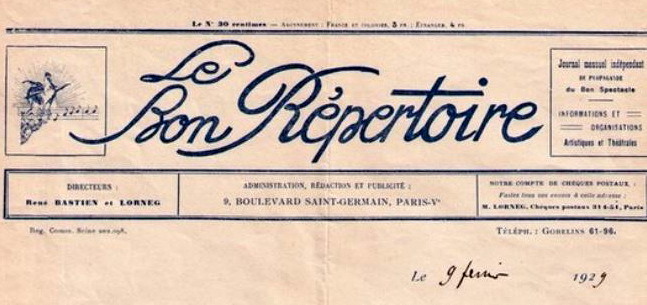 Le N° 30 centimes — ABONNEMENT : FRANCE ET COLONIES, 3 FR ; ETRANGER, 4 FR.
Le
Bon Répertoire
Journal mensuel indépendant
DE PROPAGANDE
du Bon Spectacle
INFORMATIONS ET
ORGANISATIONS
Artistiques et Théâtrales
DIRECTEURS :
René BASTIEN et LORNEG
ADMINISTRATION, RÉDACTION ET PUBLICITÉ :
9, BOULEVARD SAINT-GERMAIN, PARIS-Vᵉ
NOTRE COMPTE DE CHÈQUES POSTAUX :
Faites tous vos envois à cette adresse :
M. LORNEG, Chèques postaux 314-51, Paris
Reg. Comm. Seine
TÉLÉPH. : GOBELINS 61-96.
Le 9 février 1929